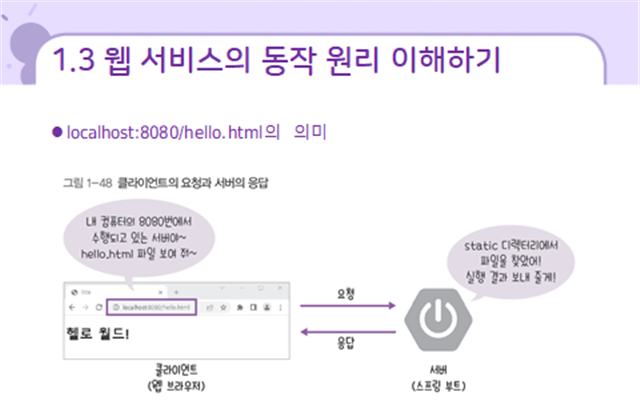 1.3 웹 서비스의 동작 원리 이해하기
● localhost:8080/hello.html의 의미
그림 1-48 클라이언트의 요청과 서버의 응답
내 컴퓨터의 8080번에서
수행되고 있는 서버야~
hello.html 파일 보여 줘~
static 디렉터리에서
파일을 찾았어!
실행 결과 보내 줄게!
localhost:8080/hello.html
헬로 월드!
요청
응답
클라이언트
(웹 브라우저)
서버
(스프링 부트)